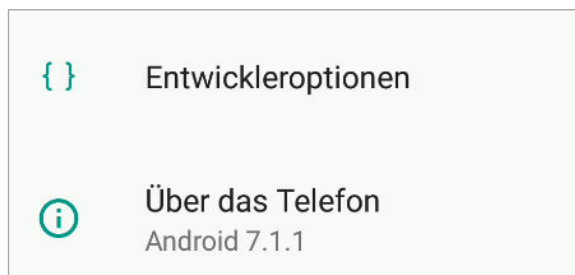 { } Entwickleroptionen
Über das Telefon
Android 7.1.1